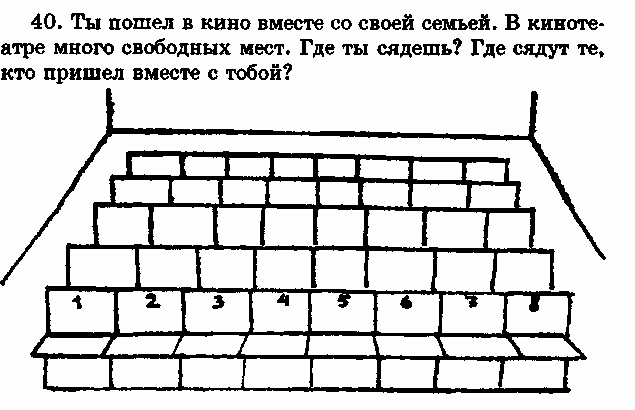 40. Ты пошел в кино вместе со своей семьей. В киноте-
атре много свободных мест. Где ты сядешь? Где сядут те,
кто пришел вместе с тобой?
1 2 3 4 5 6 7 8